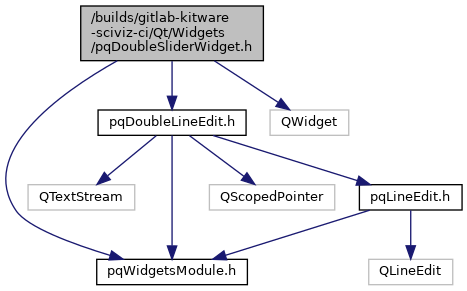 /builds/gitlab-kitware
-sciviz-ci/Qt/Widgets
/pqDoubleSliderWidget.h
pqDoubleLineEdit.h
QWidget
QTextStream
QScopedPointer
pqLineEdit.h
pqWidgetsModule.h
QLineEdit